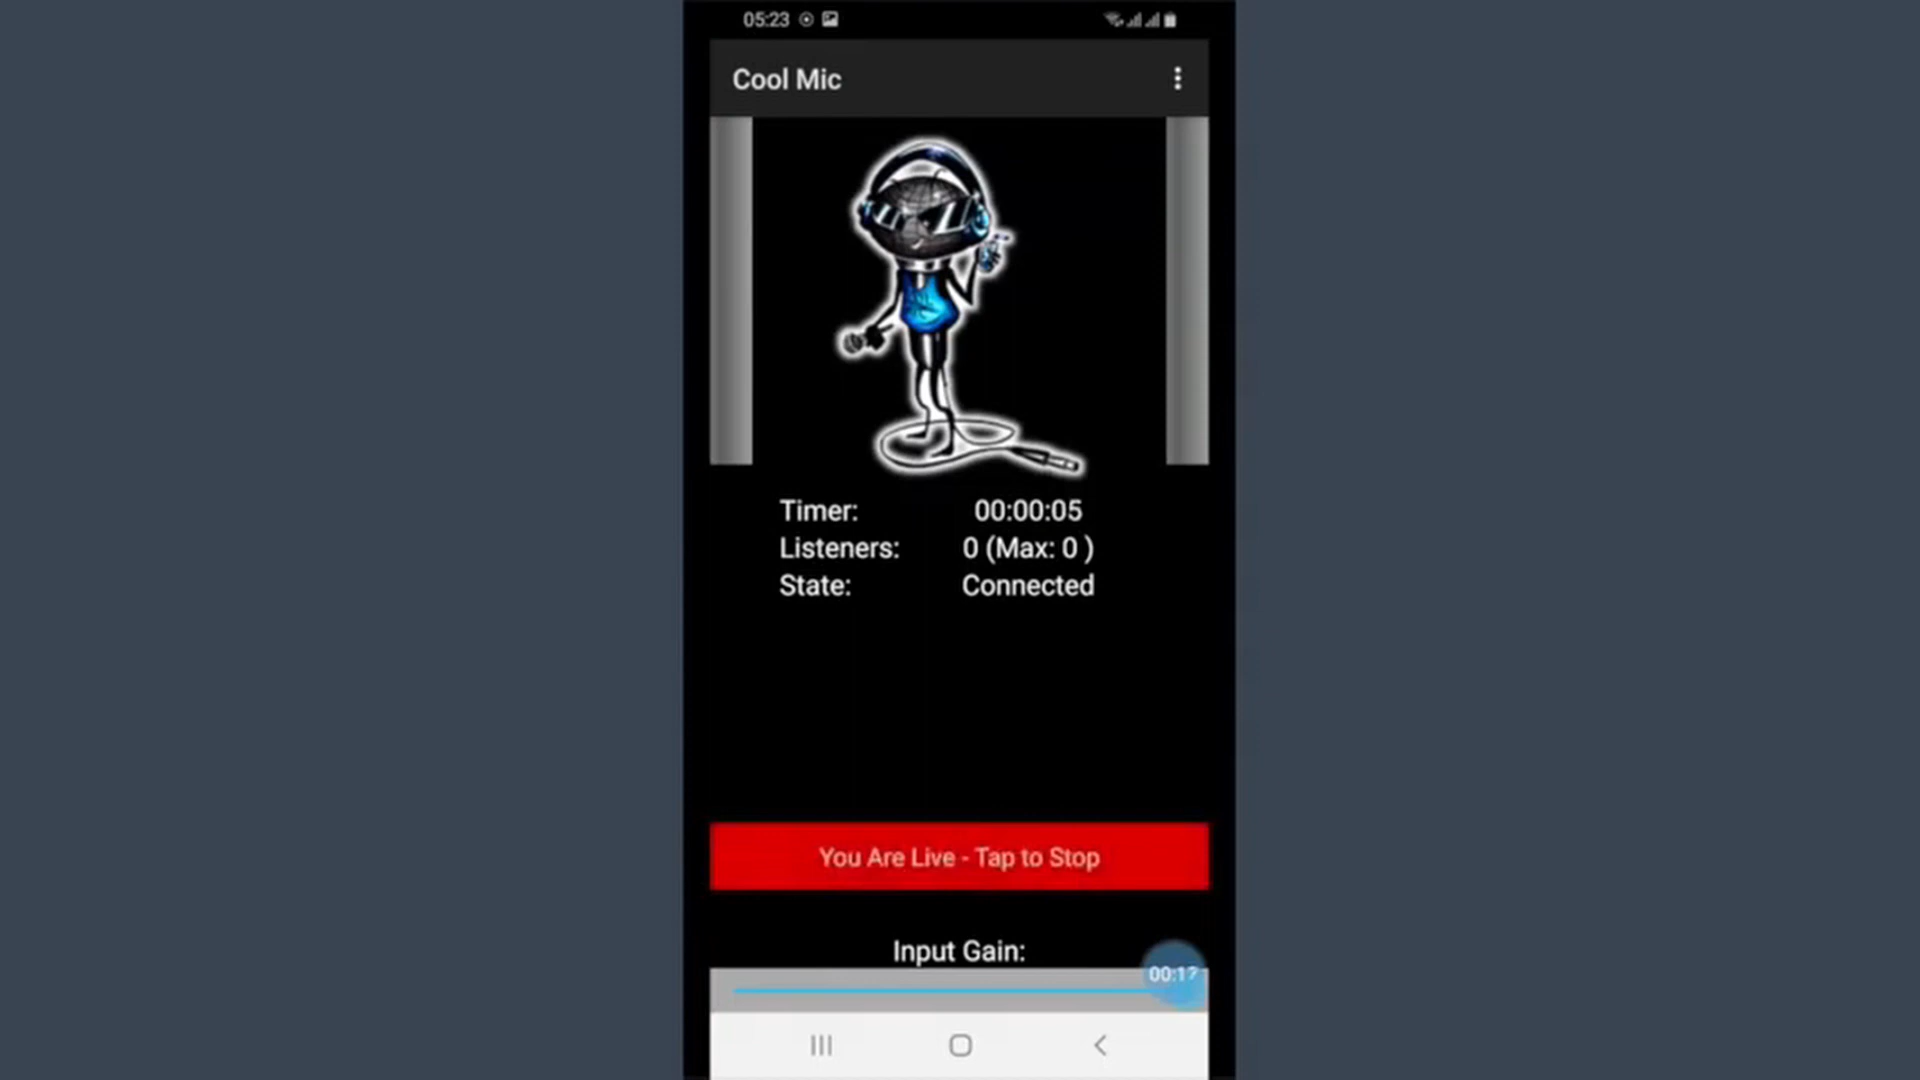 05:23
Cool Mic
Timer: 00:00:05
Listeners: 0 (Max: 0 )
State: Connected
You Are Live - Tap to Stop
Input Gain: